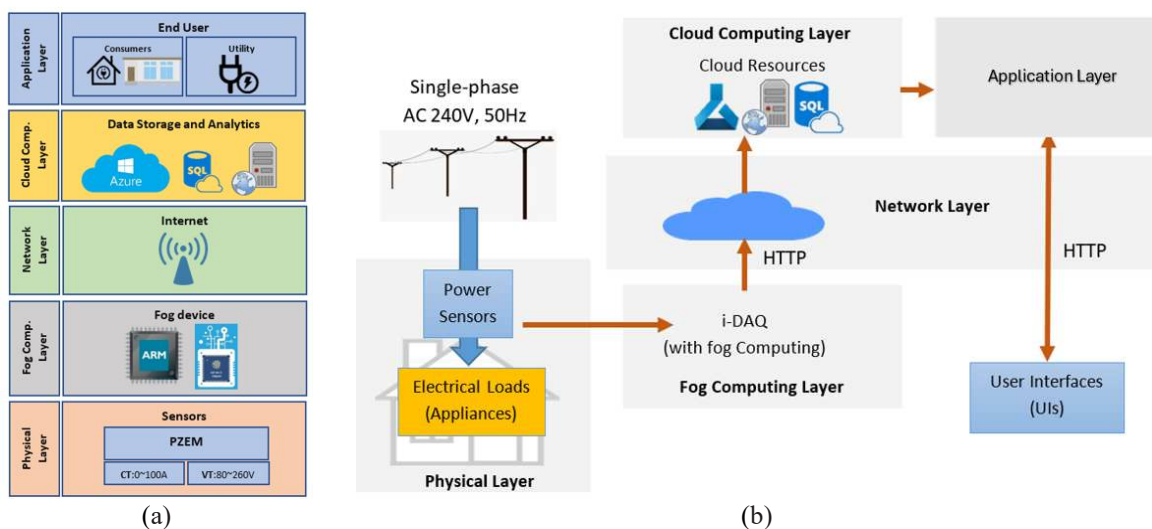 Application
Layer
End User
Consumers
Utility
Cloud Comp.
Layer
Data Storage and Analytics
Azure
SQL
Network
Layer
Internet
Fog Comp.
Layer
Fog device
ARM
Physical
Layer
Sensors
PZEM
CT:0~100A
VT:80~260V
(a)
Single-phase
AC 240V, 50Hz
Power
Sensors
Electrical Loads
(Appliances)
Physical Layer
Cloud Computing Layer
Cloud Resources
SQL
Application Layer
Network Layer
HTTP
HTTP
i-DAQ
(with fog Computing)
Fog Computing Layer
User Interfaces
(UIs)
(b)